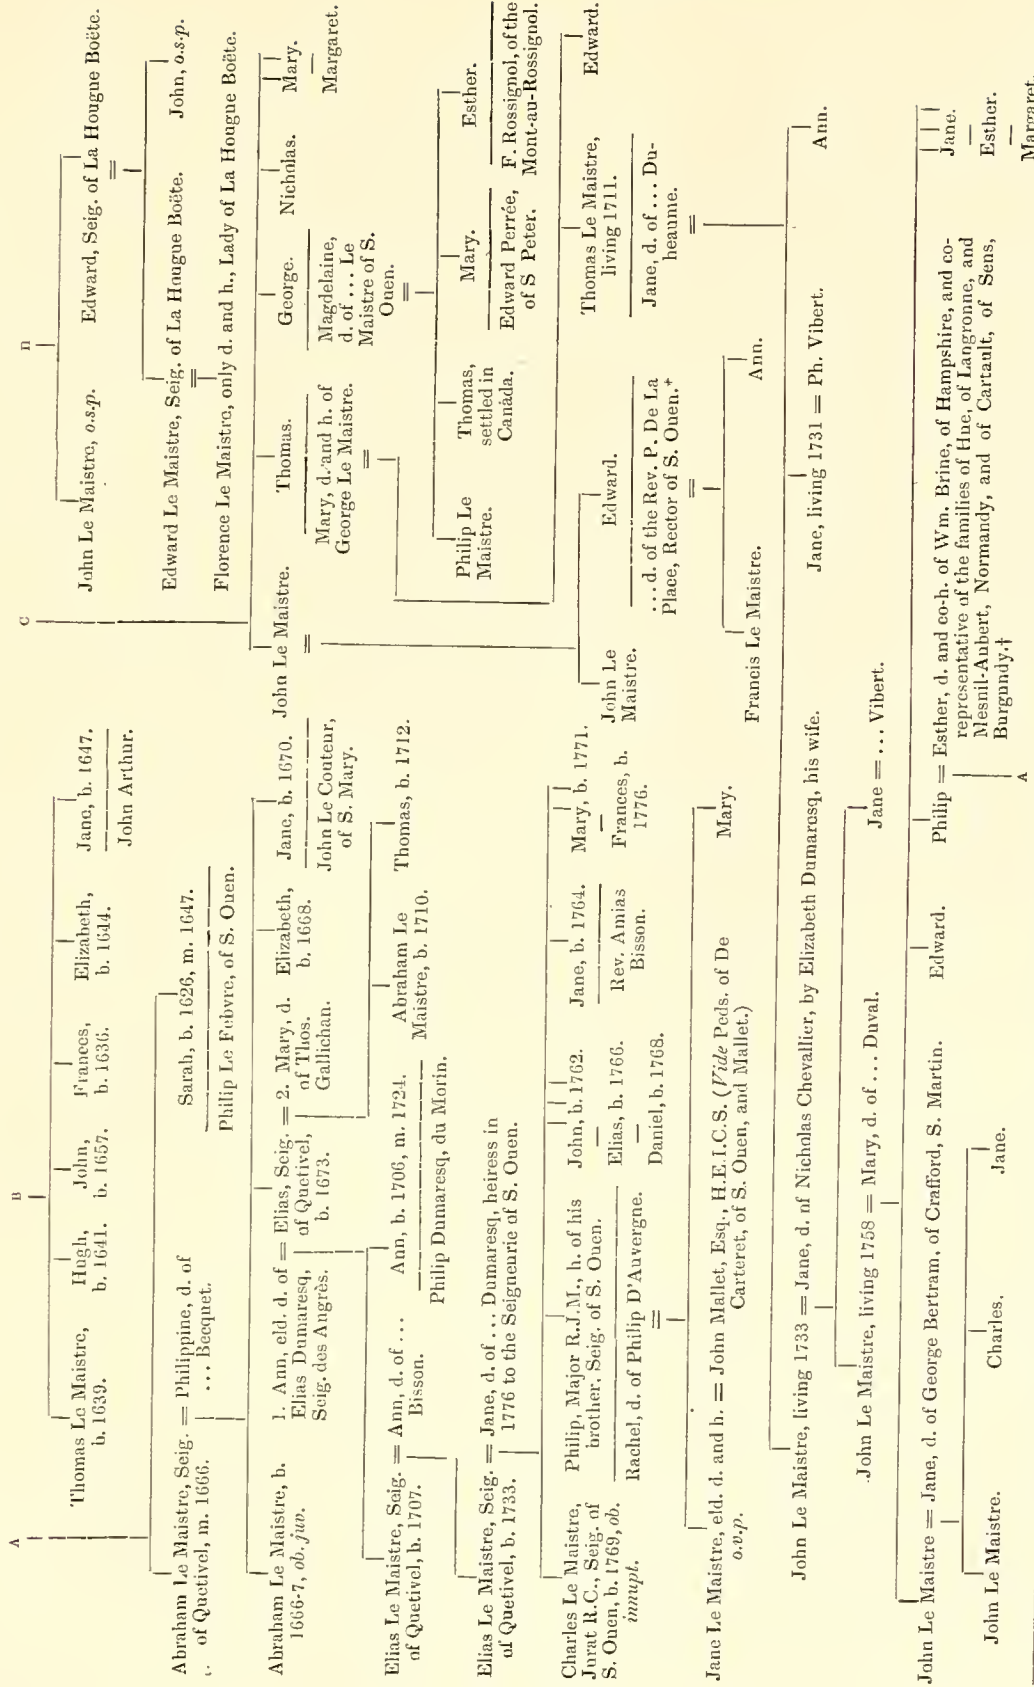 A
B
C
D
Thomas Le Maistre,
b. 1639.
Hugh,
b. 1641.
John,
b. 1657.
Frances,
b. 1636.
Elizabeth,
b. 1644.
Jane, b. 1647.
John Arthur.
John Le Maistre, o.s.p.
Edward, Seig. of La Hougue Boëte.
Abraham Le Maistre, Seig. = Philippine, d. of
of Quetivel, m. 1666.
... Becquet.
Sarah, b. 1626, m. 1647.
Philip Le Febvre, of S. Ouen.
Edward Le Maistre, Seig. of La Hougue Boëte.
John, o.s.p.
Florence Le Maistre, only d. and h., Lady of La Hougue Boëte.
Abraham Le Maistre, b.
1666-7, ob. juv.
1. Ann, eld. d. of = Elias, Seig. = 2. Mary, d.
Elias Dumaresq, of Quetivel, of Thos.
Seig. des Angrès. b. 1673. Gallichan.
Elizabeth,
b. 1668.
Jane, b. 1670.
John Le Couteur,
of S. Mary.
John Le Maistre.
Thomas.
Mary, d. and h. of
George Le Maistre.
George.
Magdelaine,
d. of ... Le
Maistre of S.
Ouen.
Nicholas.
Mary.
Margaret.
Elias Le Maistre, Seig. = Ann, d. of ...
of Quetivel, b. 1707. Bisson.
Ann, b. 1706, m. 1724.
Philip Dumaresq, du Morin.
Abraham Le
Maistre, b. 1710.
Thomas, b. 1712.
Philip Le
Maistre.
Thomas,
settled in
Canada.
Mary.
Edward Perrée,
of S Peter.
Esther.
F. Rossignol, of the
Mont-au-Rossignol.
Elias Le Maistre, Seig. = Jane, d. of ... Dumaresq, heiress in
of Quetivel, b. 1733. 1776 to the Seigneurie of S. Ouen.
Charles Le Maistre,
Jurat R.C., Seig. of
S. Ouen, b. 1769, ob.
innupt.
Philip, Major R.J.M., h. of his
brother, Seig. of S. Ouen.
Rachel, d. of Philip D'Auvergne.
John, b. 1762.
Elias, b. 1766.
Daniel, b. 1768.
Jane, b. 1764.
Rev. Amias
Bisson.
Mary, b. 1771.
Frances, b.
1776.
John Le
Maistre.
Edward.
... d. of the Rev. P. De La
Place, Rector of S. Ouen.*
Thomas Le Maistre,
living 1711.
Jane, d. of ... Du-
heaume.
Edward.
Jane Le Maistre, eld. d. and h. = John Mallet, Esq., H.E.I.C.S. (Vide Peds. of De
o.v.p. Carteret, of S. Ouen, and Mallet.)
Mary.
Francis Le Maistre.
Ann.
John Le Maistre, living 1733 = Jane, d. of Nicholas Chevallier, by Elizabeth Dumaresq, his wife.
Jane, living 1731 = Ph. Vibert.
Ann.
John Le Maistre, living 1758 = Mary, d. of ... Duval.
Jane = ... Vibert.
John Le Maistre = Jane, d. of George Bertram, of Crafford, S. Martin.
Edward.
Philip = Esther, d. and co-h. of Wm. Brine, of Hampshire, and co-
representative of the families of Hue, of Langronne, and
Mesnil-Aubert, Normandy, and of Cartault, of Sens,
Burgundy.†
Jane.
Esther.
Margaret.
John Le Maistre.
Charles.
Jane.
A